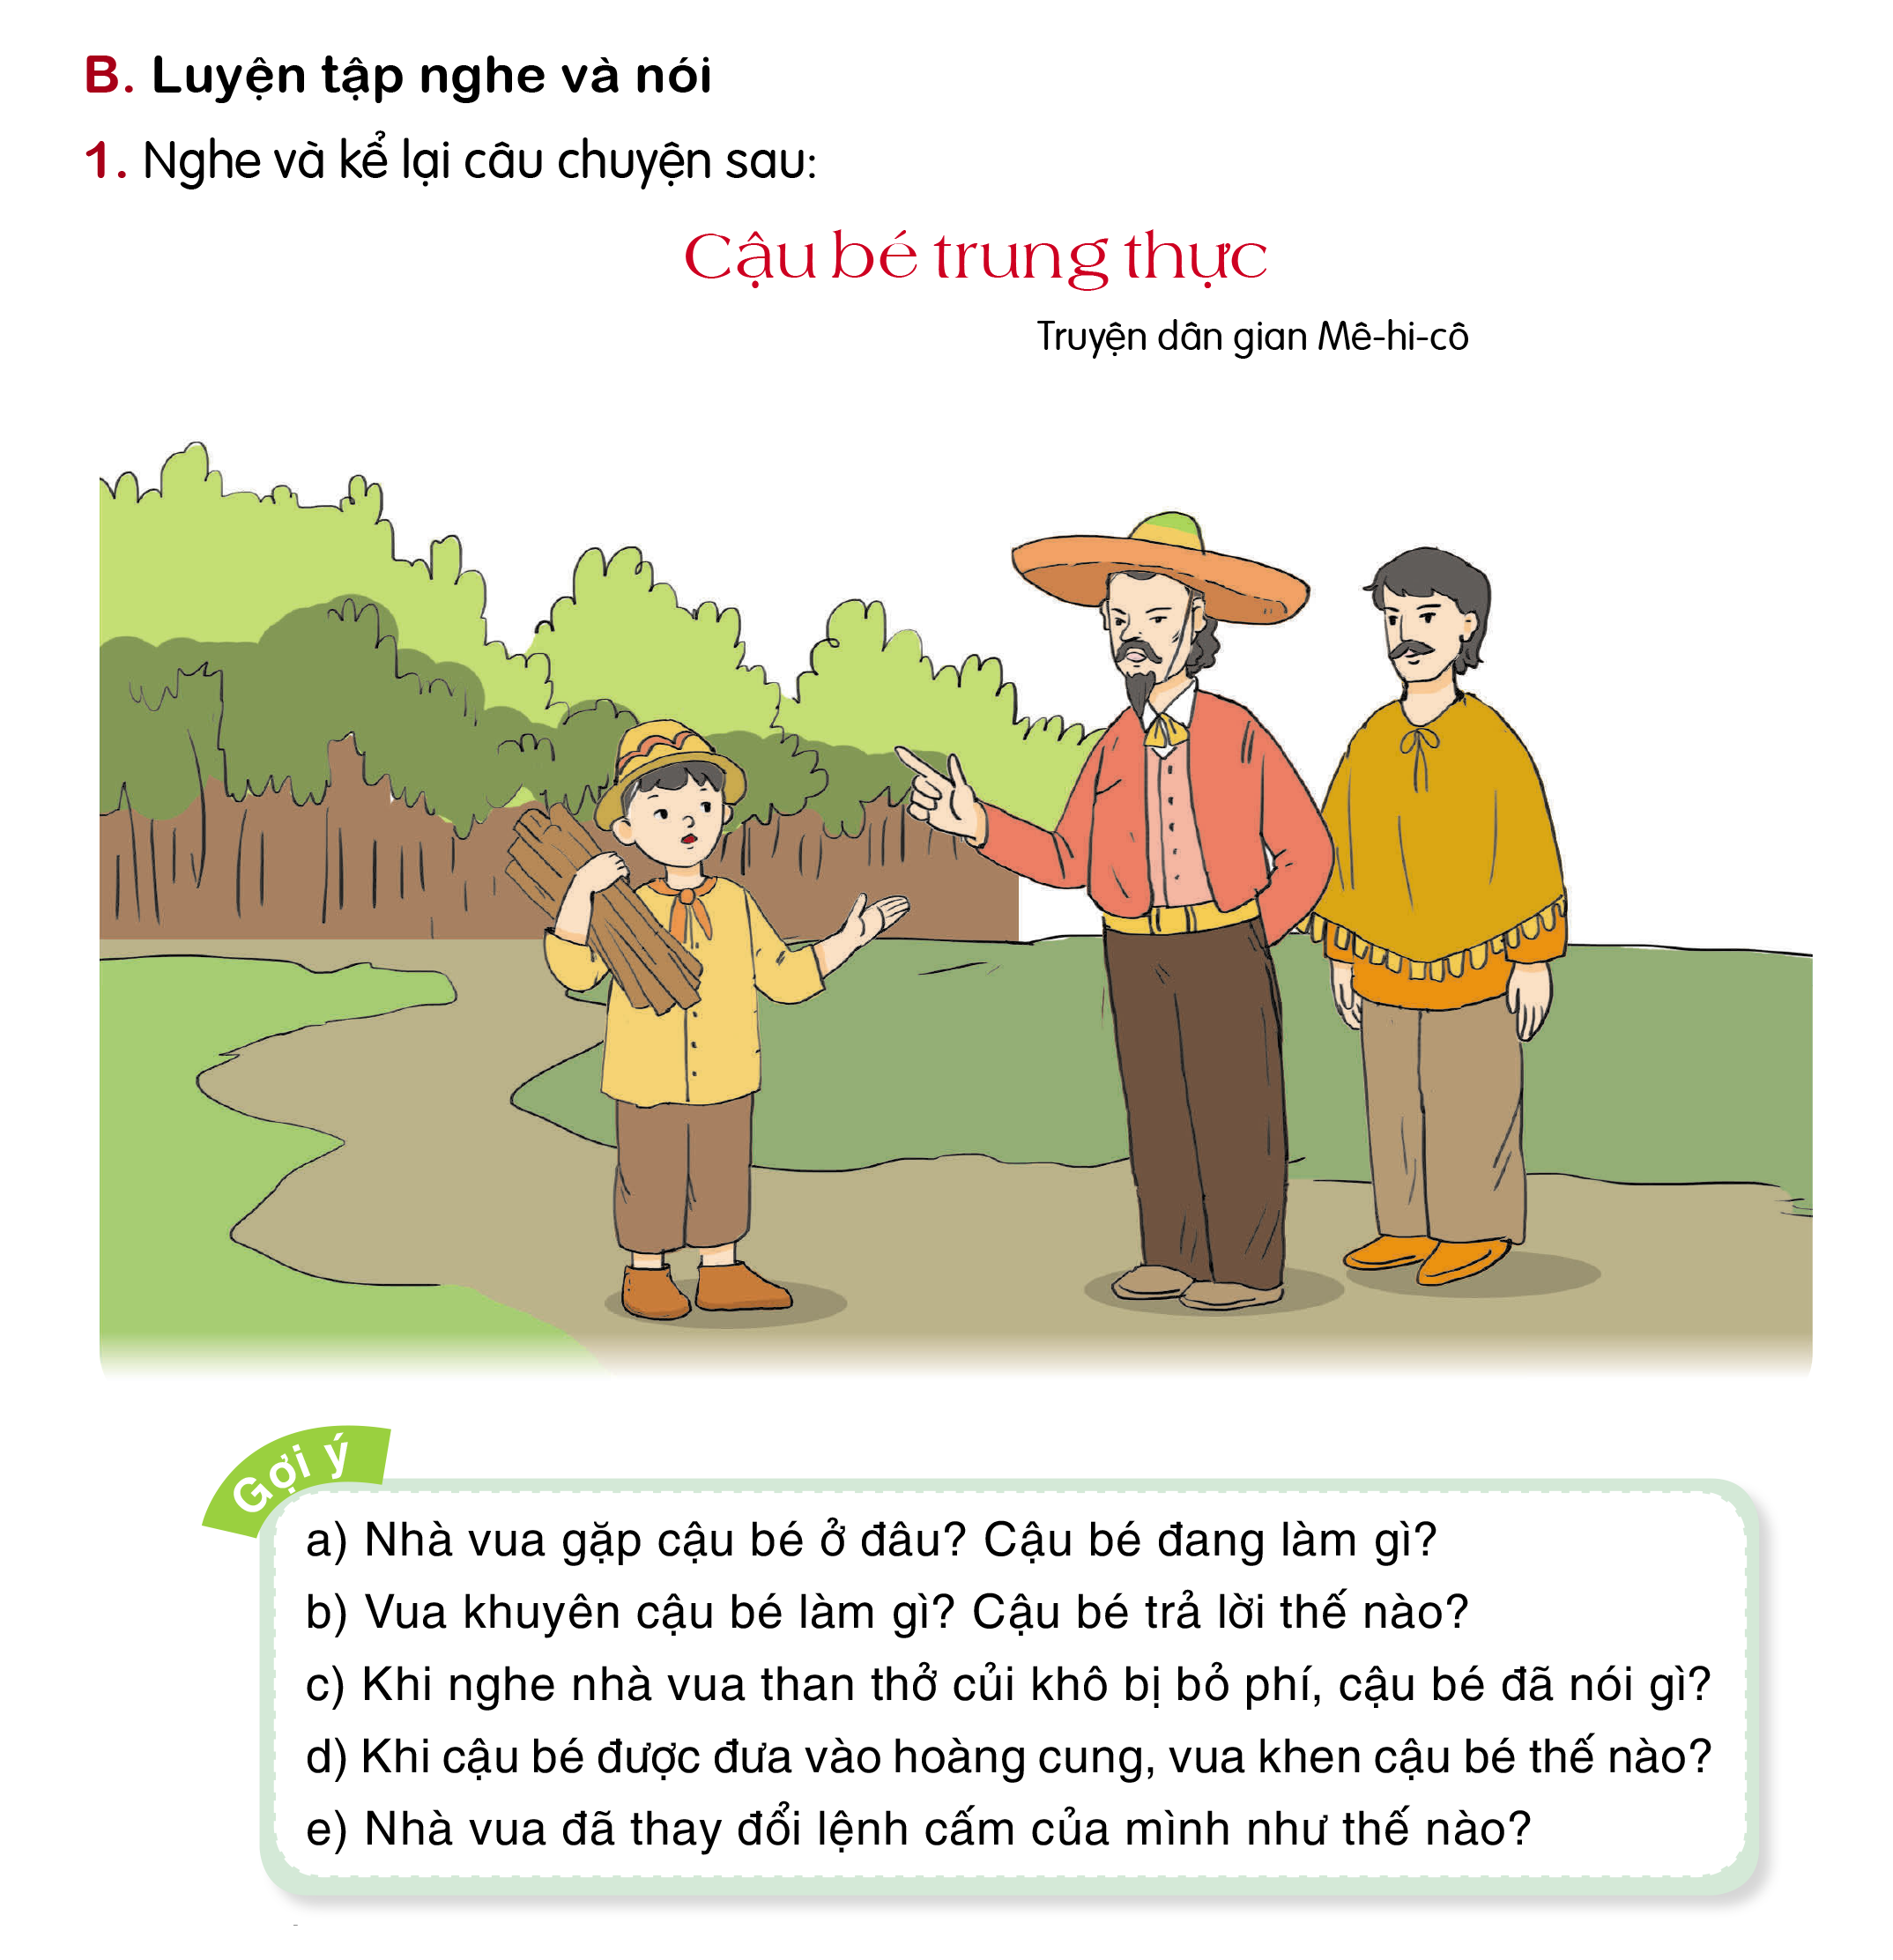 B. Luyện tập nghe và nói
1. Nghe và kể lại câu chuyện sau:
Cậu bé trung thực
Truyện dân gian Mê-hi-cô
Gợi ý
a) Nhà vua gặp cậu bé ở đâu? Cậu bé đang làm gì?
b) Vua khuyên cậu bé làm gì? Cậu bé trả lời thế nào?
c) Khi nghe nhà vua than thở củi khô bị bỏ phí, cậu bé đã nói gì?
d) Khi cậu bé được đưa vào hoàng cung, vua khen cậu bé thế nào?
e) Nhà vua đã thay đổi lệnh cấm của mình như thế nào?